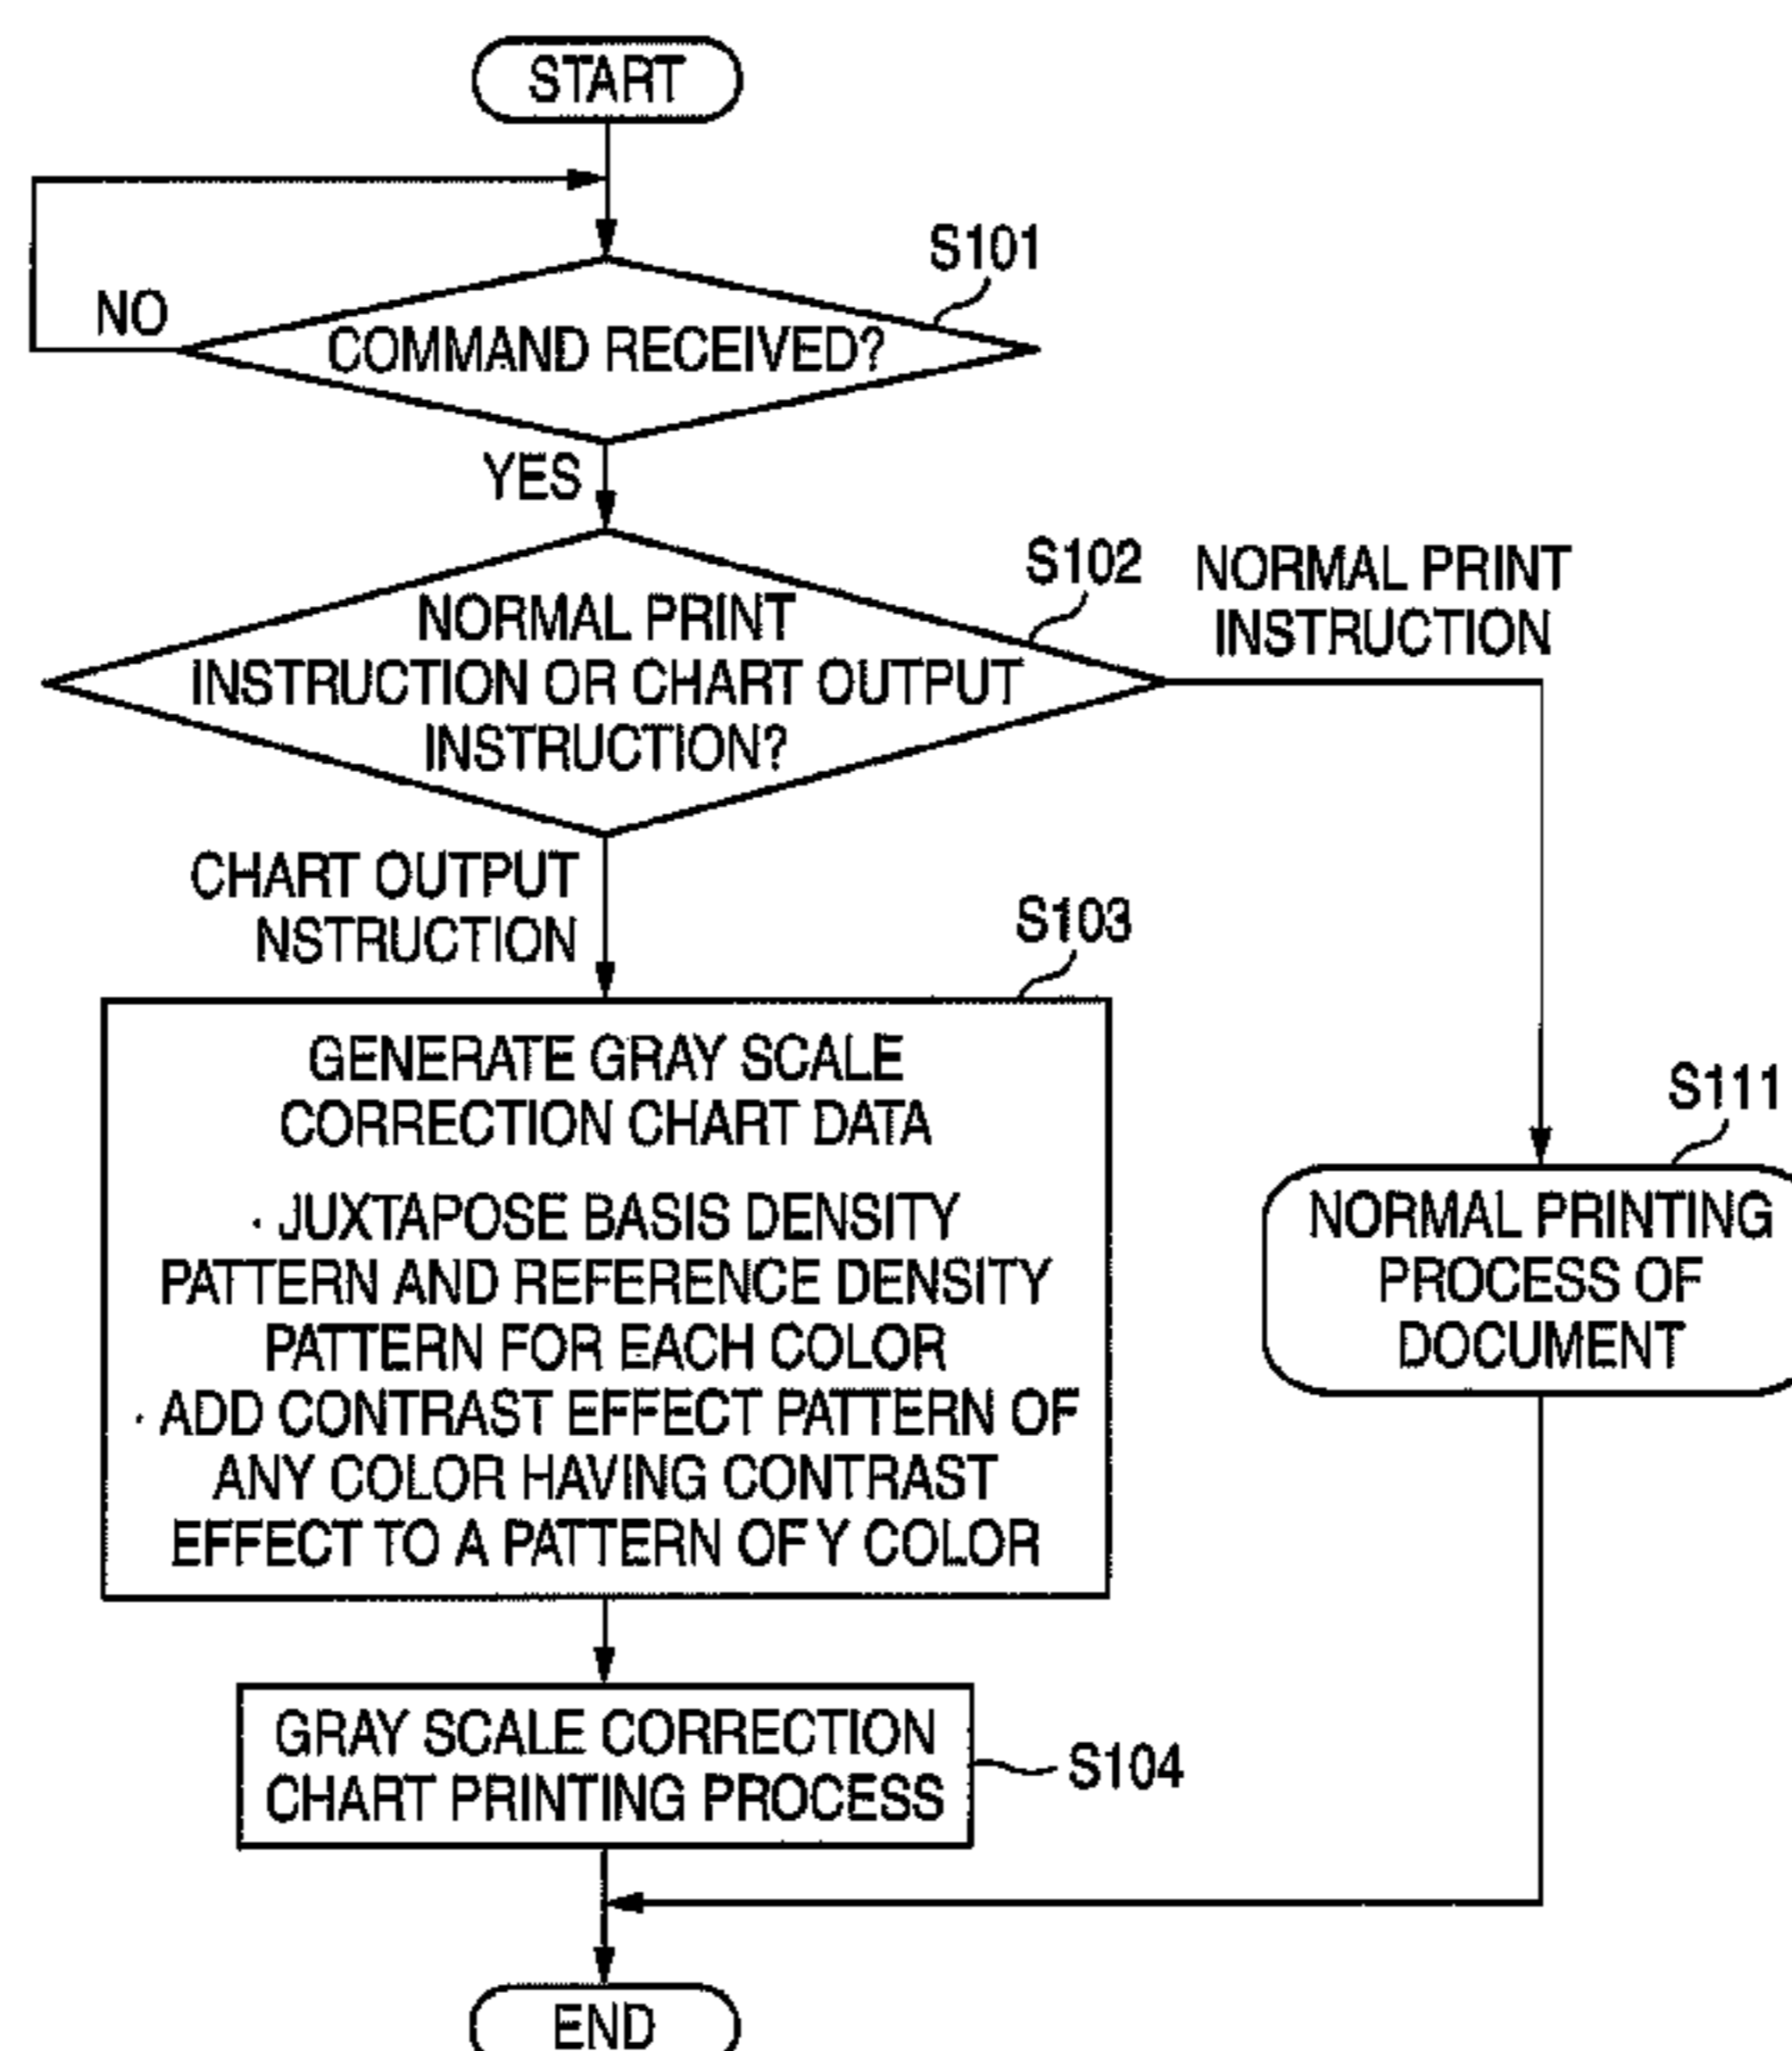 START
S101
NO
COMMAND RECEIVED?
YES
S102
NORMAL PRINT
INSTRUCTION
NORMAL PRINT
INSTRUCTION OR CHART OUTPUT
INSTRUCTION?
CHART OUTPUT
NSTRUCTION
S103
GENERATE GRAY SCALE
CORRECTION CHART DATA
· JUXTAPOSE BASIS DENSITY
PATTERN AND REFERENCE DENSITY
PATTERN FOR EACH COLOR
· ADD CONTRAST EFFECT PATTERN OF
ANY COLOR HAVING CONTRAST
EFFECT TO A PATTERN OF Y COLOR
S111
NORMAL PRINTING
PROCESS OF
DOCUMENT
GRAY SCALE CORRECTION
CHART PRINTING PROCESS
S104
END